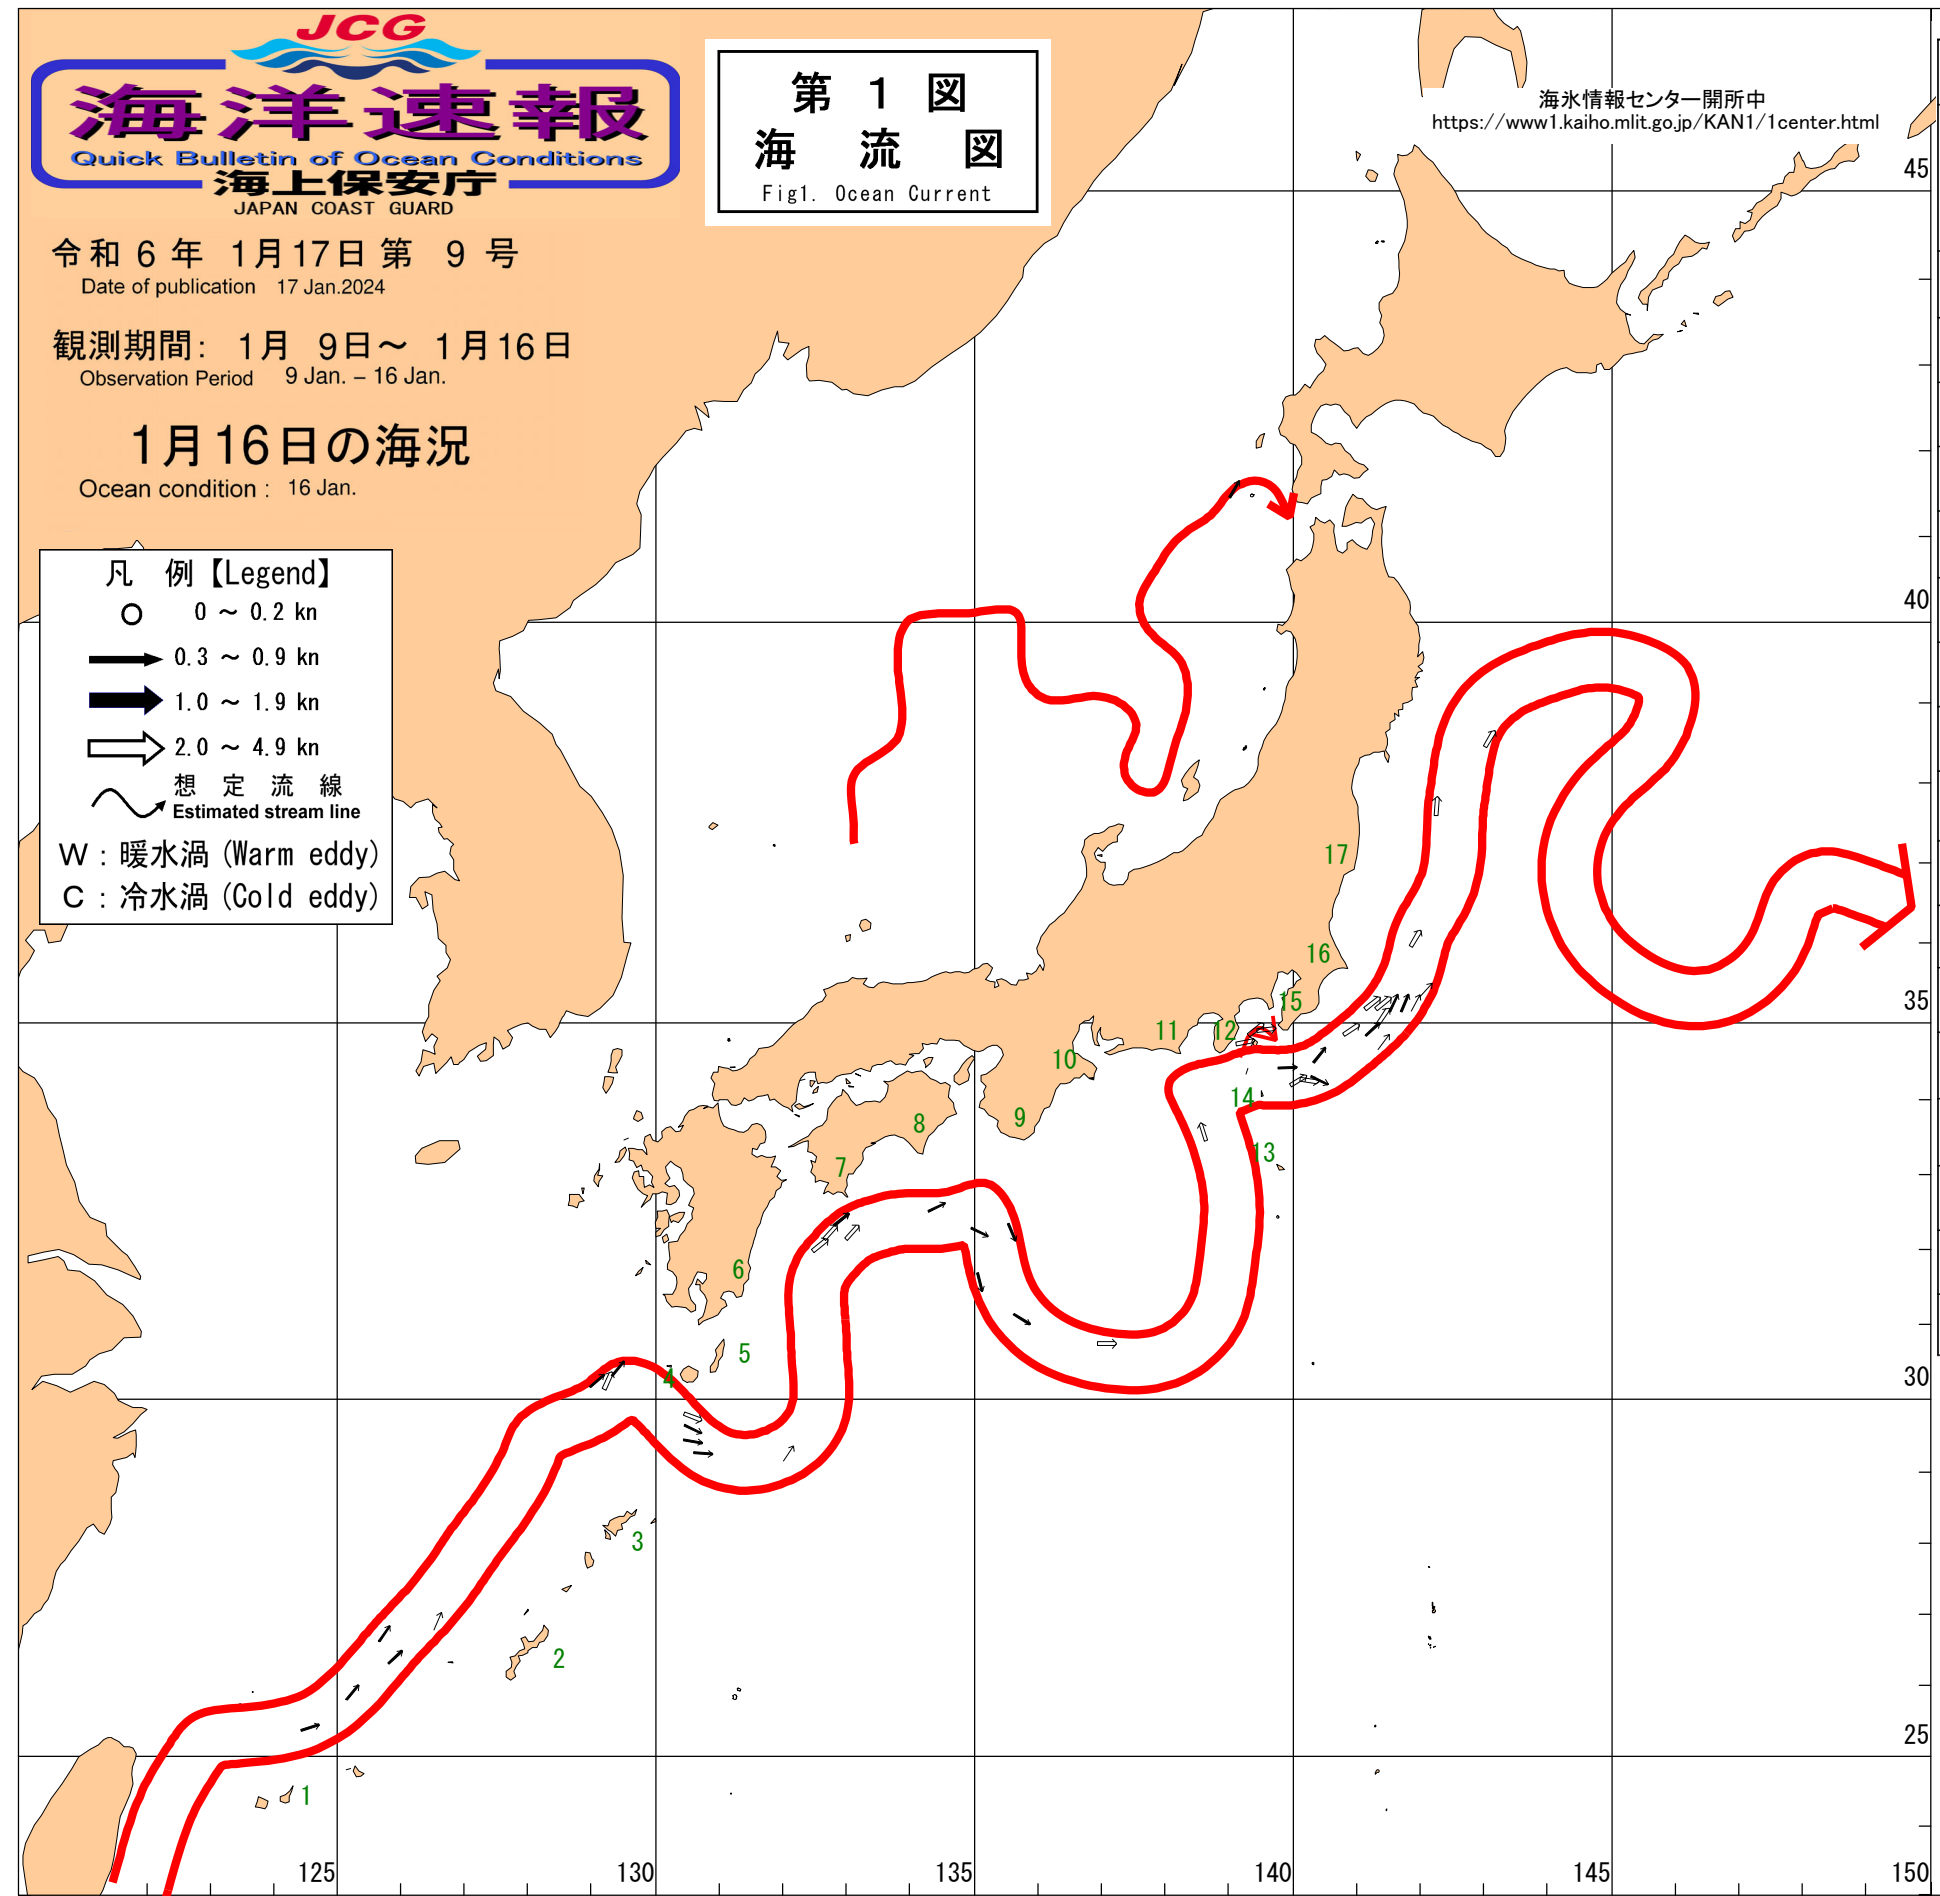 JCG
海洋速報
Quick Bulletin of Ocean Conditions
海上保安庁
JAPAN COAST GUARD
第 1 図
海 流 図
Fig1. Ocean Current
海氷情報センター開所中
https://www1.kaiho.mlit.go.jp/KAN1/1center.html
令和 6 年 1月17日 第 9 号
Date of publication 17 Jan.2024
観測期間: 1月 9日~ 1月16日
Observation Period 9 Jan. – 16 Jan.
1月16日の海況
Ocean condition : 16 Jan.
凡 例【Legend】
0 ~ 0.2 kn
0.3 ~ 0.9 kn
1.0 ~ 1.9 kn
2.0 ~ 4.9 kn
想 定 流 線
Estimated stream line
W : 暖水渦 (Warm eddy)
C : 冷水渦 (Cold eddy)
45
40
35
30
25
17
16
15
12
11
10
14
9
8
13
7
6
5
4
3
2
1
125
130
135
140
145
150